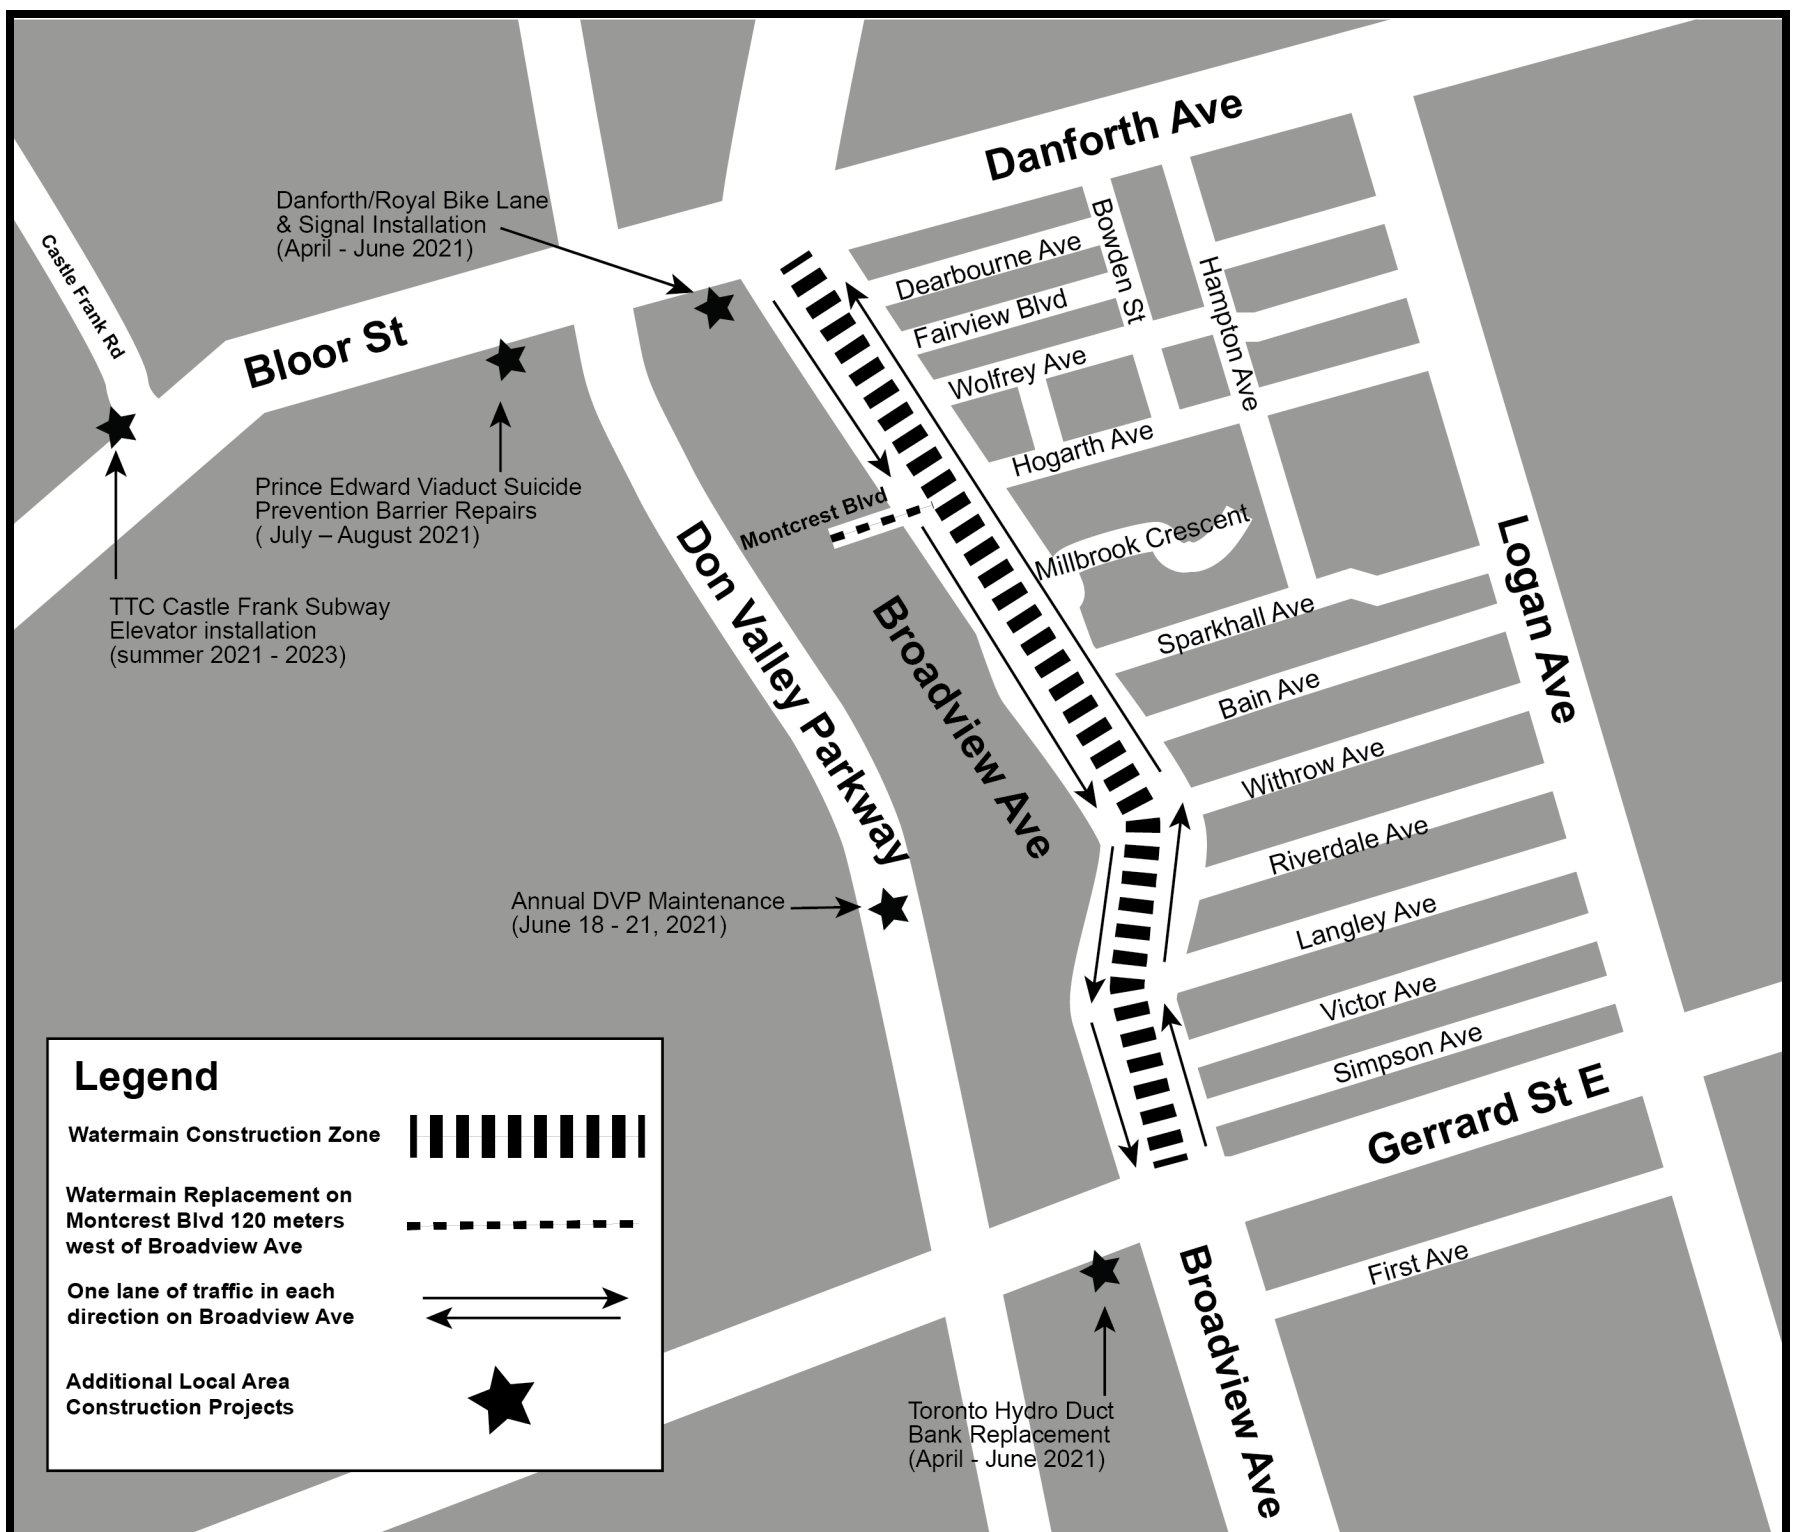 Danforth Ave
Danforth/Royal Bike Lane
& Signal Installation
(April - June 2021)
Castle Frank Rd
Bloor St
Bowden St
Dearbourne Ave
Hampton Ave
Fairview Blvd
Wolfrey Ave
Hogarth Ave
Prince Edward Viaduct Suicide
Prevention Barrier Repairs
( July – August 2021)
Montcrest Blvd
Millbrook Crescent
Don Valley Parkway
Broadview Ave
Logan Ave
TTC Castle Frank Subway
Elevator installation
(summer 2021 - 2023)
Sparkhall Ave
Bain Ave
Withrow Ave
Riverdale Ave
Annual DVP Maintenance
(June 18 - 21, 2021)
Langley Ave
Victor Ave
Simpson Ave
Gerrard St E
First Ave
Broadview Ave
Toronto Hydro Duct
Bank Replacement
(April - June 2021)
Legend
Watermain Construction Zone
Watermain Replacement on
Montcrest Blvd 120 meters
west of Broadview Ave
One lane of traffic in each
direction on Broadview Ave
Additional Local Area
Construction Projects